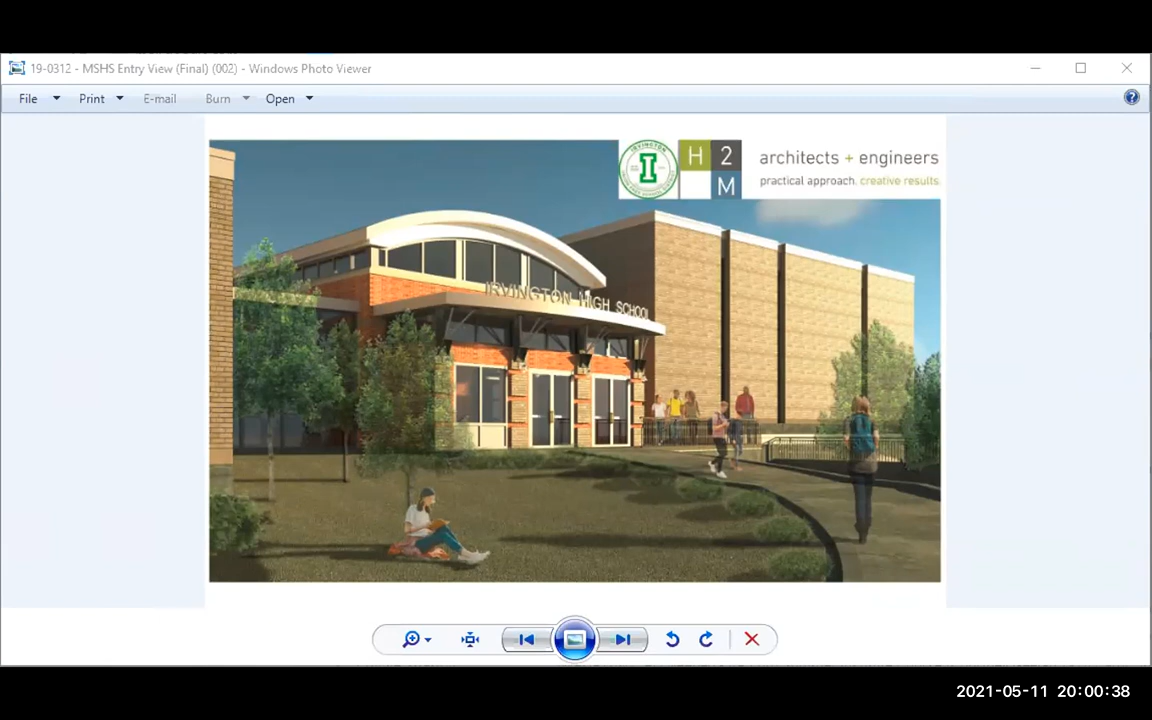 19-0312 - MSHS Entry View (Final) (002) - Windows Photo Viewer
File Print E-mail Burn Open
IRVINGTON
I
H 2 M
architects + engineers
practical approach. creative results.
IRVINGTON HIGH SCHOOL
2021-05-11 20:00:38